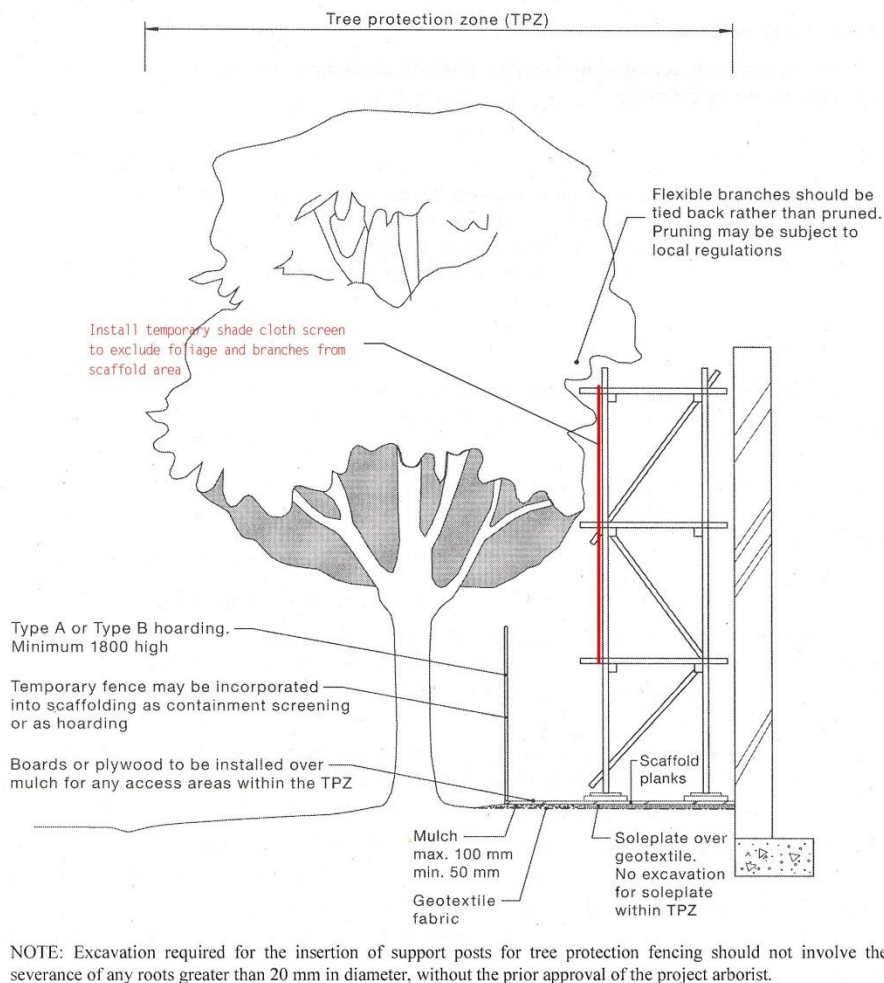 Tree protection zone (TPZ)
Flexible branches should be
tied back rather than pruned.
Pruning may be subject to
local regulations
Install temporary shade cloth screen
to exclude foliage and branches from
scaffold area
Type A or Type B hoarding.
Minimum 1800 high
Temporary fence may be incorporated
into scaffolding as containment screening
or as hoarding
Boards or plywood to be installed over
mulch for any access areas within the TPZ
Scaffold
planks
Mulch
max. 100 mm
min. 50 mm
Geotextile
fabric
Soleplate over
geotextile.
No excavation
for soleplate
within TPZ
NOTE: Excavation required for the insertion of support posts for tree protection fencing should not involve the
severance of any roots greater than 20 mm in diameter, without the prior approval of the project arborist.